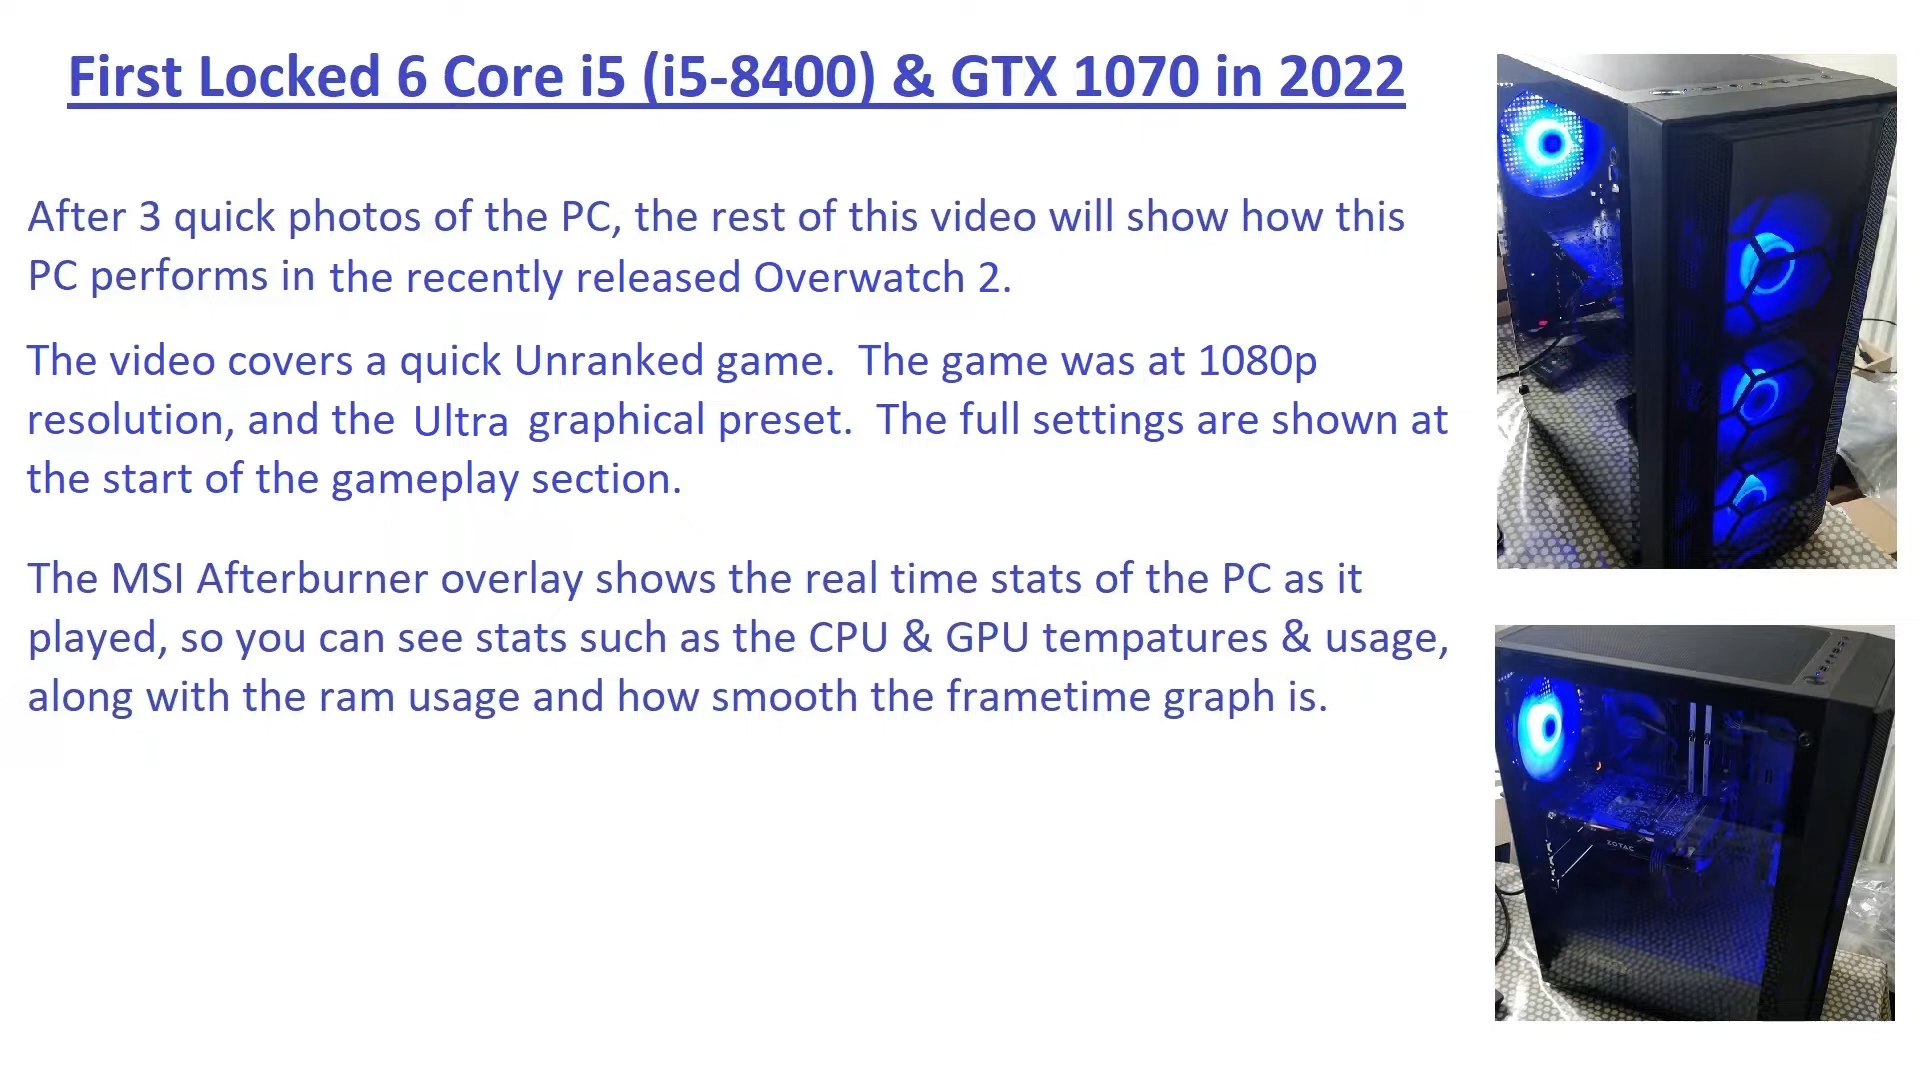 First Locked 6 Core i5 (i5-8400) & GTX 1070 in 2022
After 3 quick photos of the PC, the rest of this video will show how this
PC performs in the recently released Overwatch 2.
The video covers a quick Unranked game.  The game was at 1080p
resolution, and the Ultra graphical preset.  The full settings are shown at
the start of the gameplay section.
The MSI Afterburner overlay shows the real time stats of the PC as it
played, so you can see stats such as the CPU & GPU tempatures & usage,
along with the ram usage and how smooth the frametime graph is.
ZOTAC